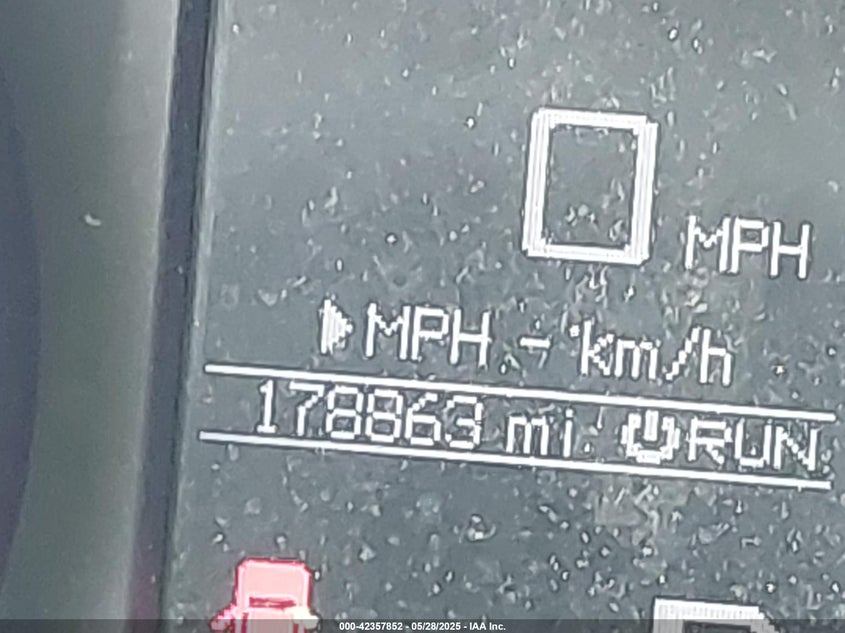 0 MPH
MPH - km/h
178863 mi RUN
000-42357852 - 05/28/2025 - IAA Inc.